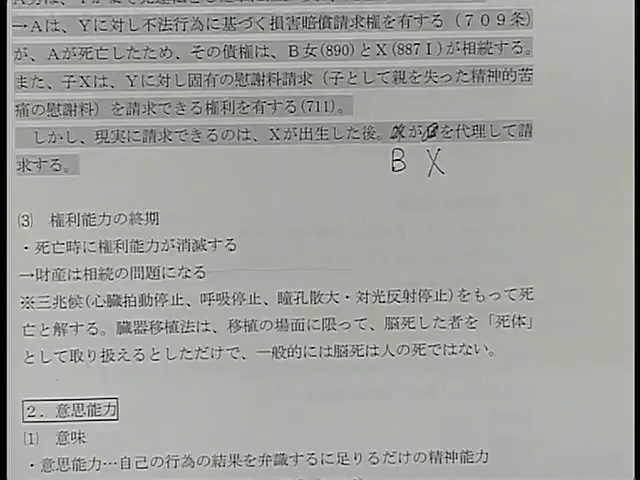 →Aは、Yに対し不法行為に基づく損害賠償請求権を有する(709条)
が、Aが死亡したため、その債権は、B女(890)とX(887Ⅰ)が相続する。
また、子Xは、Yに対し固有の慰謝料請求(子として親を失った精神的苦
痛の慰謝料)を請求できる権利を有する(711)。
しかし、現実に請求できるのは、Xが出生した後。XがBを代理して請
B X
求する。
⑶ 権利能力の終期
・死亡時に権利能力が消滅する
→財産は相続の問題になる
※三兆候(心臓拍動停止、呼吸停止、瞳孔散大・対光反射停止)をもって死
亡と解する。臓器移植法は、移植の場面に限って、脳死した者を「死体」
として取り扱えるとしただけで、一般的には脳死は人の死ではない。
2.意思能力
⑴ 意味
・意思能力…自己の行為の結果を弁識するに足りるだけの精神能力